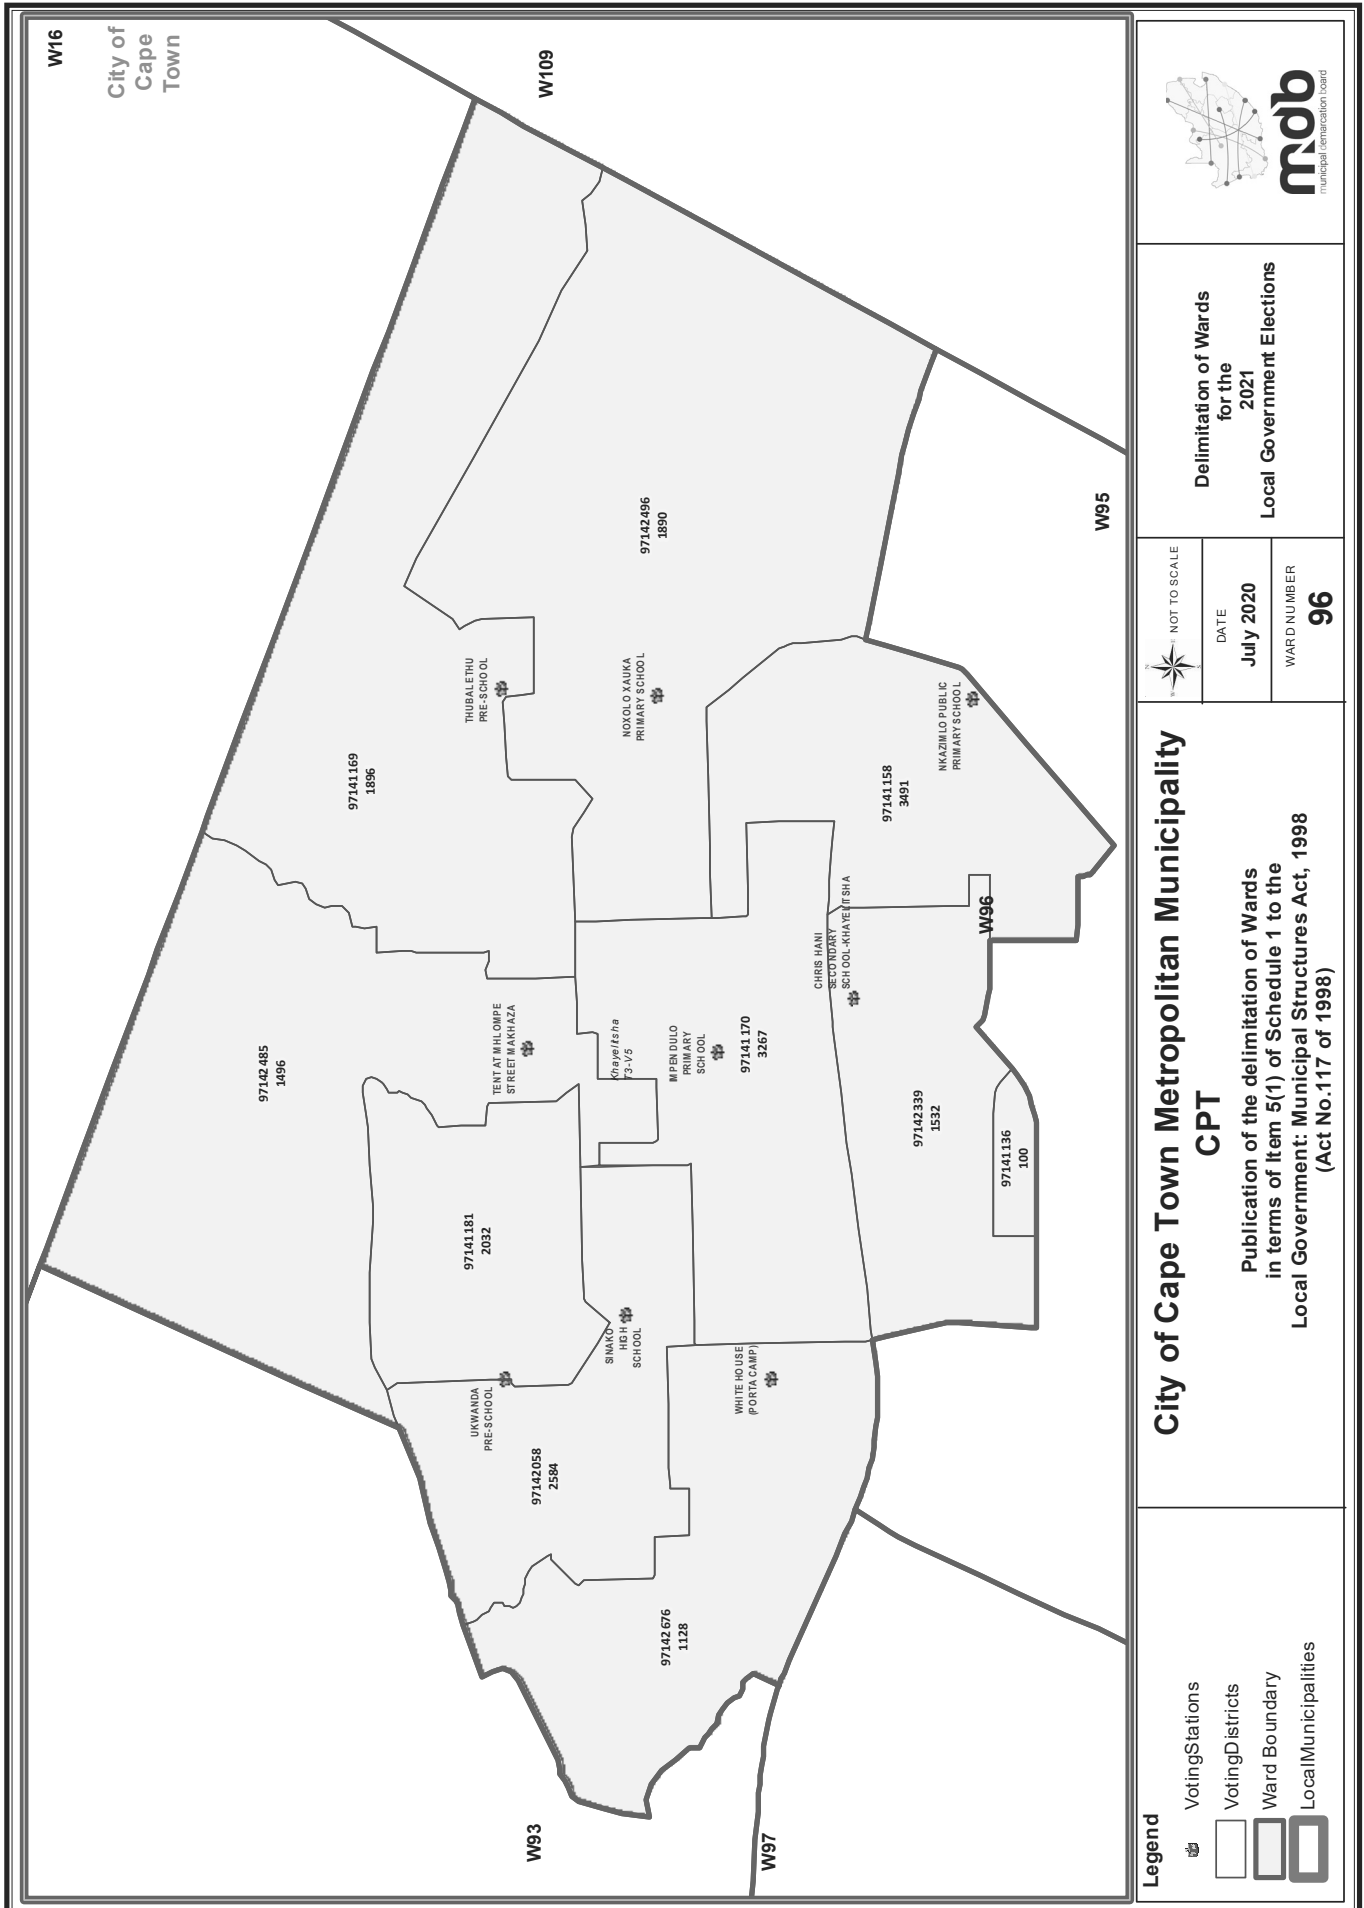 W16
City of
Cape
Town
W109
97142496
1890
W95
THUBALETHU
PRE-SCHOOL
NOXOLO XAUKA
PRIMARY SCHOOL
97141169
1896
97141158
3491
NKAZIMLO PUBLIC
PRIMARY SCHOOL
W96
CHRIS HANI
SECONDARY
SCHOOL-KHAYELITSHA
97142485
1496
TENT AT MHLOMPE
STREET MAKHAZA
Khayelitsha
T3-V5
MPENDULO
PRIMARY
SCHOOL
97141170
3267
97142339
1532
97141136
100
97141181
2032
SINAKO
HIGH
SCHOOL
UKWANDA
PRE-SCHOOL
WHITE HOUSE
(PORTA CAMP)
97142058
2584
97142676
1128
W93
W97
Legend
VotingStations
VotingDistricts
Ward Boundary
LocalMunicipalities
City of Cape Town Metropolitan Municipality
CPT
Publication of the delimitation of Wards
in terms of Item 5(1) of Schedule 1 to the
Local Government: Municipal Structures Act, 1998
(Act No.117 of 1998)
N
E
S
W
NOT TO SCALE
DATE
July 2020
WARD NUMBER
96
Delimitation of Wards
for the
2021
Local Government Elections
mdb
municipal demarcation board